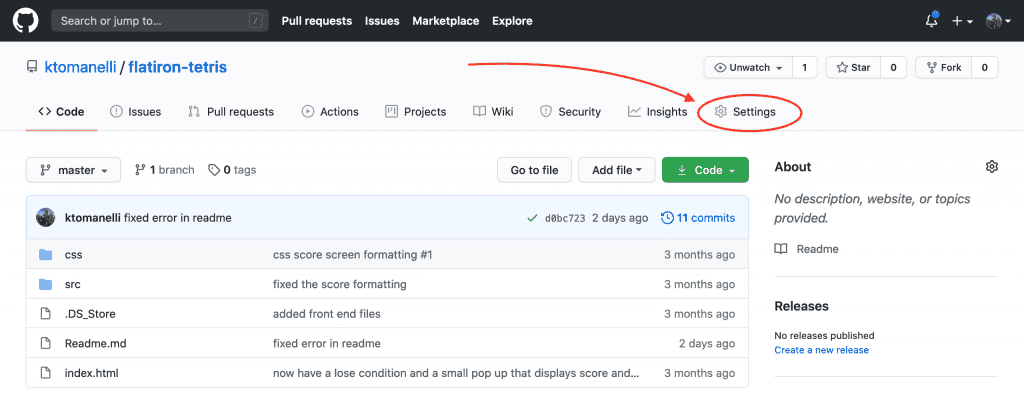 Search or jump to... / Pull requests Issues Marketplace Explore
ktomanelli / flatiron-tetris Unwatch 1 Star 0 Fork 0
Code Issues Pull requests Actions Projects Wiki Security Insights Settings
master 1 branch 0 tags Go to file Add file Code
ktomanelli fixed error in readme d0bc723 2 days ago 11 commits
css css score screen formatting #1 3 months ago
src fixed the score formatting 3 months ago
.DS_Store added front end files 3 months ago
Readme.md fixed error in readme 2 days ago
index.html now have a lose condition and a small pop up that displays score and... 3 months ago
About
No description, website, or topics
provided.
Readme
Releases
No releases published
Create a new release